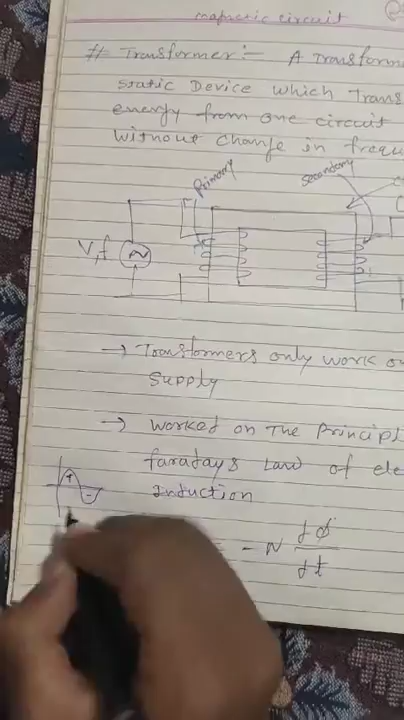 magnetic circuit
# Transformer :- A Transform
static Device which Trans
energy from one circuit
without change in frequ
Primary
Secondary
V,f
→ Transformers only work o
supply
→ worked on The Principl
faraday's Law of ele
Induction
+
-
- N dφ
dt